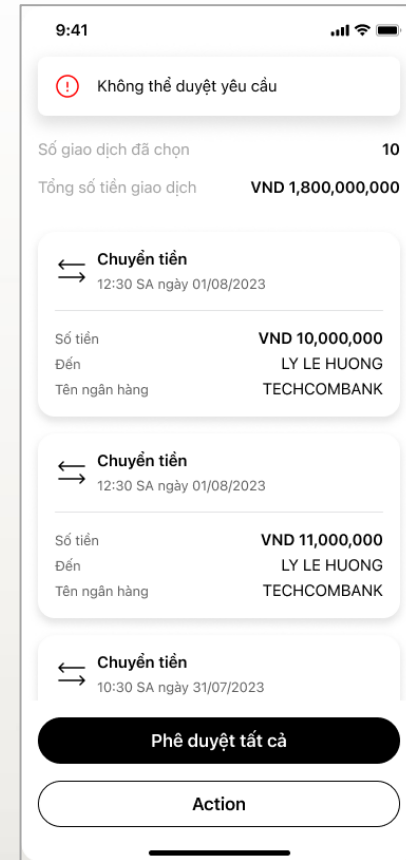 9:41
Không thể duyệt yêu cầu
Số giao dịch đã chọn 10
Tổng số tiền giao dịch VND 1,800,000,000
Chuyển tiền
12:30 SA ngày 01/08/2023
Số tiền VND 10,000,000
Đến LY LE HUONG
Tên ngân hàng TECHCOMBANK
Chuyển tiền
12:30 SA ngày 01/08/2023
Số tiền VND 11,000,000
Đến LY LE HUONG
Tên ngân hàng TECHCOMBANK
Chuyển tiền
10:30 SA ngày 31/07/2023
Phê duyệt tất cả
Action